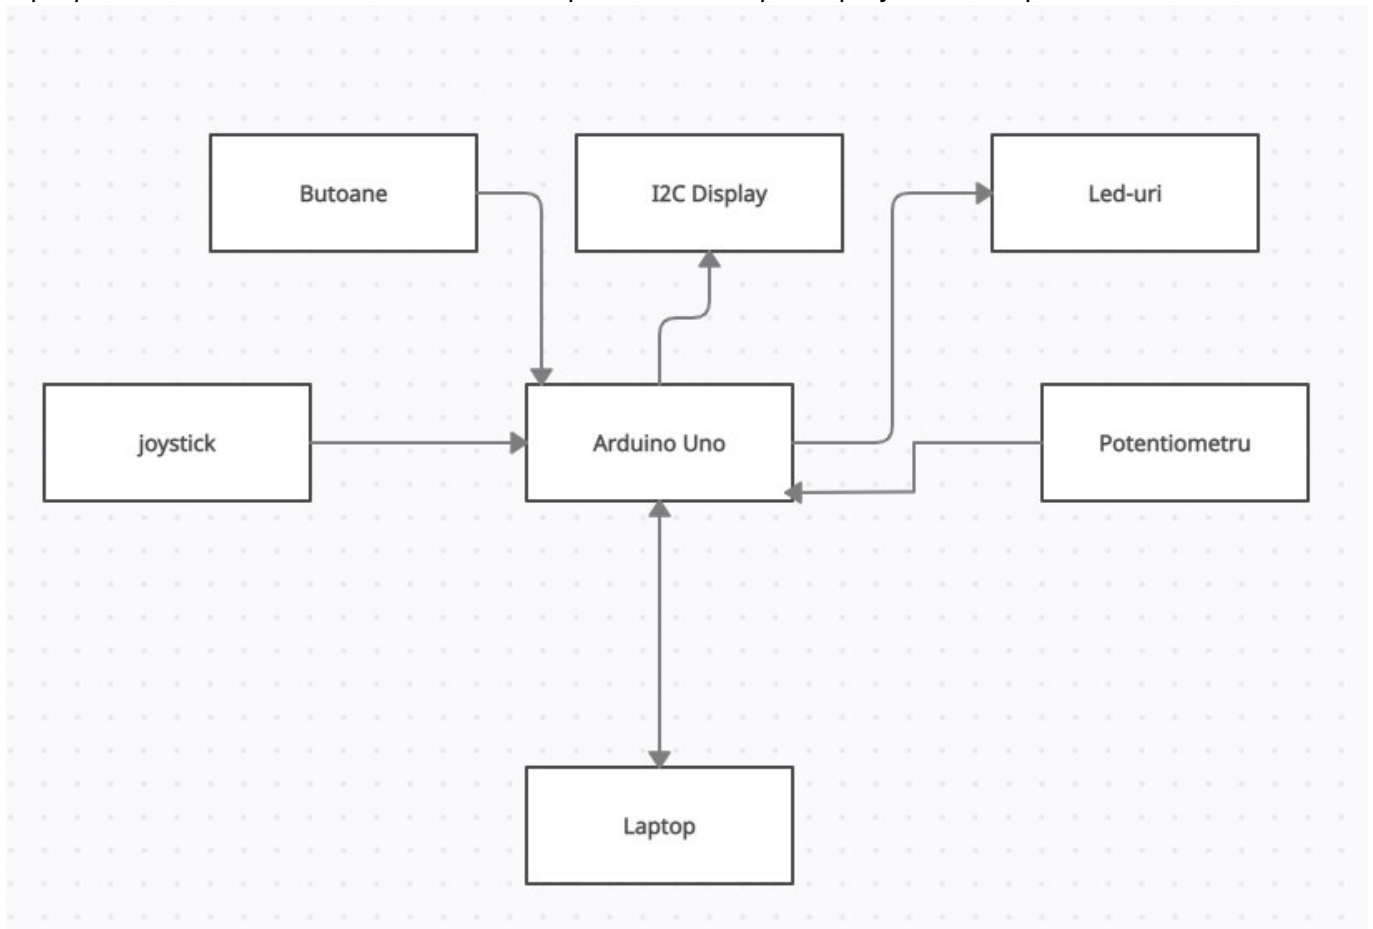 Butoane
I2C Display
Led-uri
joystick
Arduino Uno
Potentiometru
Laptop